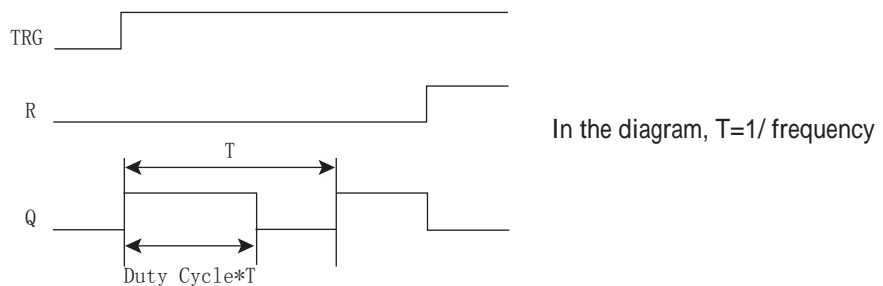 TRG
R
In the diagram, T=1/ frequency
T
Q
Duty Cycle*T